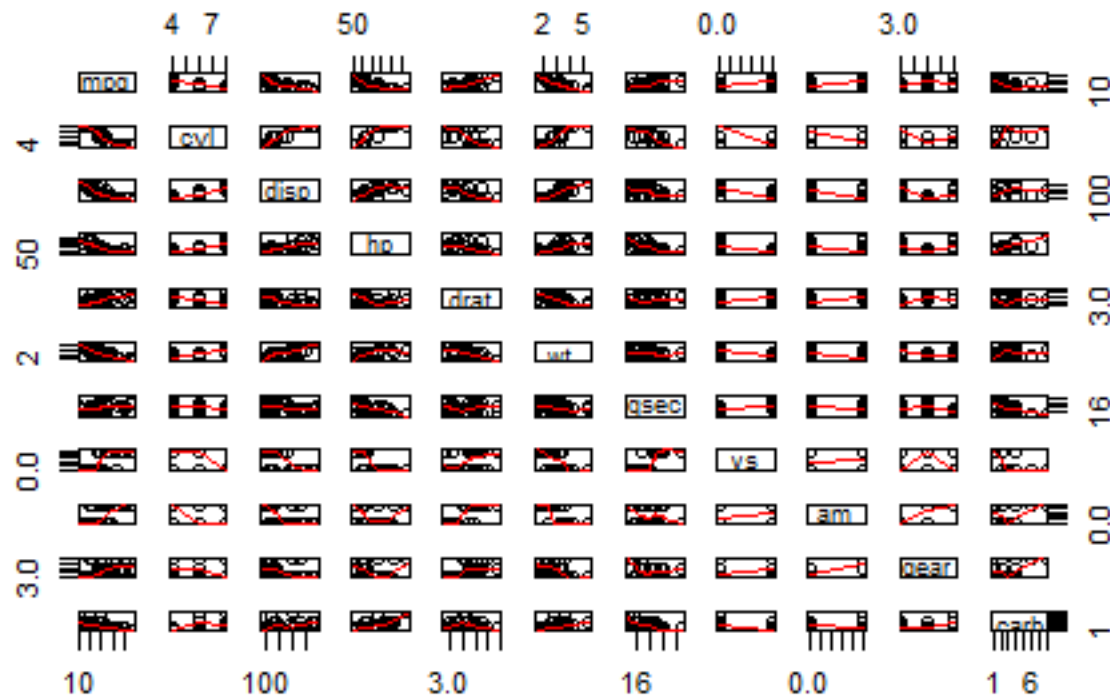 4 7 50 2 5 0.0 3.0
mpg 10
4 cyl
disp 100
50 hp
drat 3.0
2 wt
qsec 16
0.0 vs
am 0.0
3.0 gear
carb 1
10 100 3.0 16 0.0 1 6